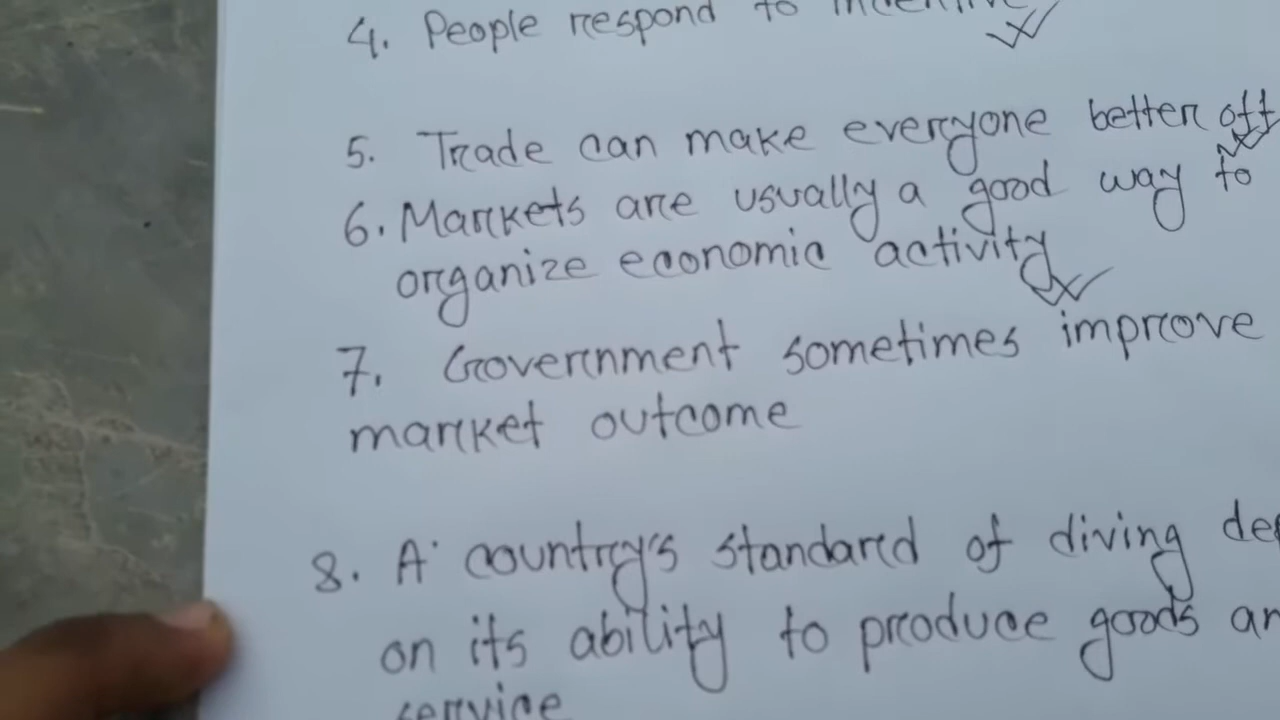 4. People respond to incentive
5. Trade can make everyone better off
6. Markets are usually a good way to
organize economic activity
7. Government sometimes improve
market outcome
8. A country's standard of diving
on its ability to produce goods
service